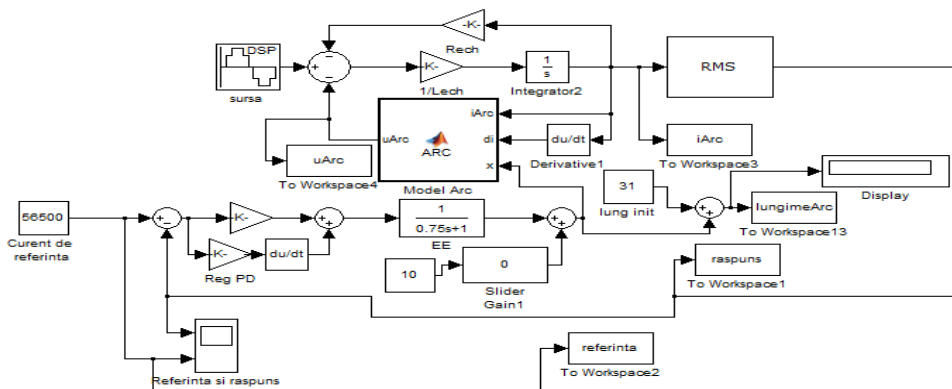 -K-
Rech
DSP
sursa
K-
1/Lech
1
s
Integrator2
RMS
iArc
di
x
uArc
ARC
Model Arc
du/dt
Derivative1
iArc
To Workspace3
uArc
To Workspace4
31
lung init
Display
lungimeArc
To Workspace13
56500
Curent de
referinta
K-
K-
Reg PD
du/dt
1
0.75s+1
EE
10
0
Slider
Gain1
raspuns
To Workspace1
Referinta si raspuns
referinta
To Workspace2